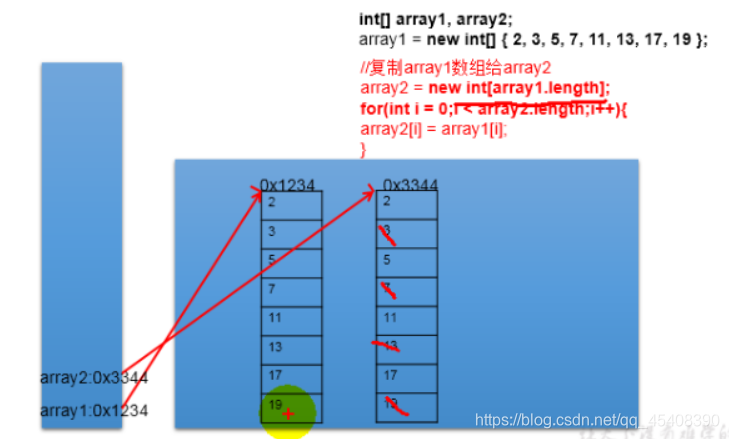 int[] array1, array2;
array1 = new int[] { 2, 3, 5, 7, 11, 13, 17, 19 };
//复制array1数组给array2
array2 = new int[array1.length];
for(int i = 0;i < array2.length;i++){
array2[i] = array1[i];
}
0x1234 0x3344
2 2
3 3
5 5
7 7
11 11
13 13
17 17
19 19
array2:0x3344
array1:0x1234
https://blog.csdn.net/qq_45408390